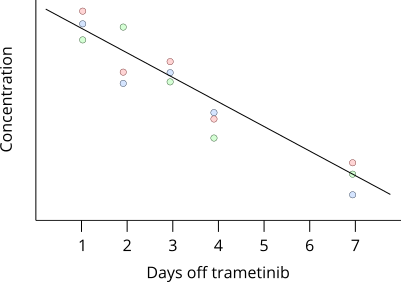 Concentration
1 2 3 4 5 6 7
Days off trametinib